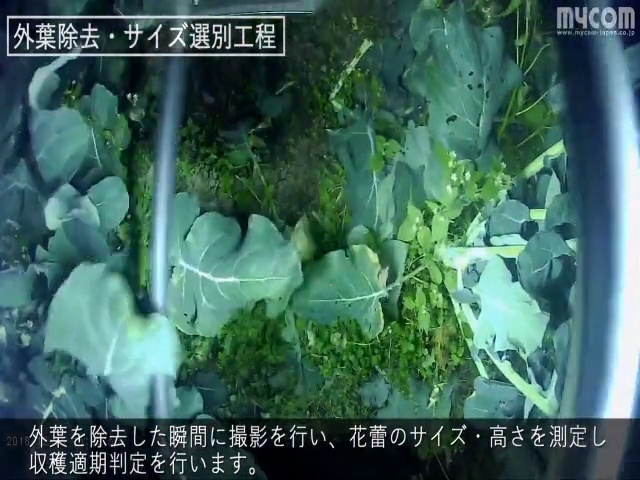 外葉除去・サイズ選別工程
mycom
www.mycom-japan.co.jp
外葉を除去した瞬間に撮影を行い、花蕾のサイズ・高さを測定し
収穫適期判定を行います。